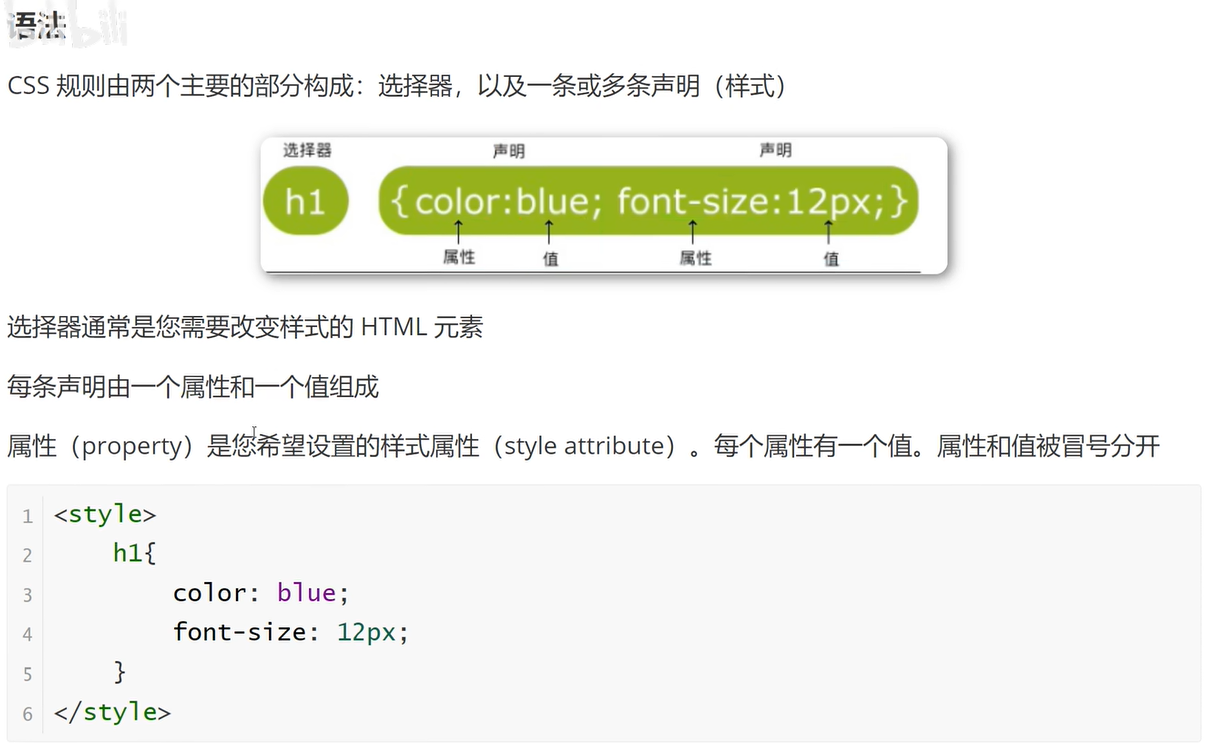 语法
bilibili
CSS 规则由两个主要的部分构成：选择器，以及一条或多条声明（样式）
选择器 声明 声明
h1 {color:blue; font-size:12px;}
属性 值 属性 值
选择器通常是您需要改变样式的 HTML 元素
每条声明由一个属性和一个值组成
属性（property）是您希望设置的样式属性（style attribute）。每个属性有一个值。属性和值被冒号分开
1 <style>
2 h1{
3 color: blue;
4 font-size: 12px;
5 }
6 </style>